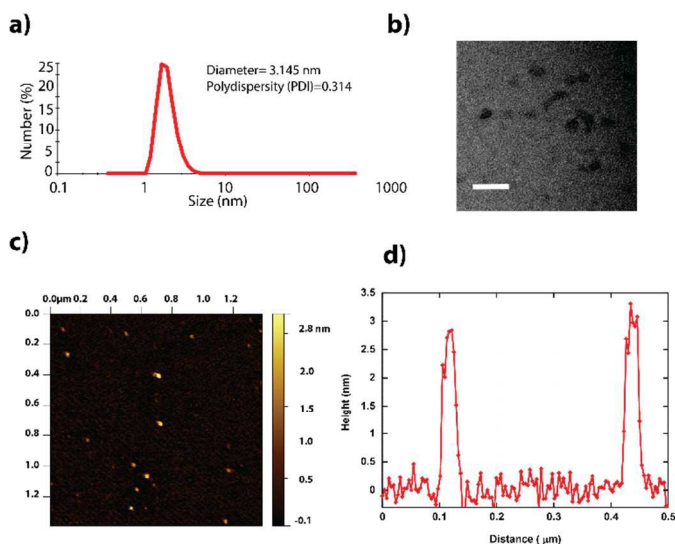 a)
25
20
15
10
5
0
Number (%)
0.1 1 10 100 1000
Size (nm)
Diameter= 3.145 nm
Polydispersity (PDI)=0.314
b)
c)
0.0µm 0.2 0.4 0.6 0.8 1.0 1.2
0.0
0.2
0.4
0.6
0.8
1.0
1.2
2.8 nm
2.0
1.5
1.0
0.5
-0.1
d)
3.5
3
2.5
2
1.5
1
0.5
0
Height (nm)
0 0.1 0.2 0.3 0.4 0.5
Distance ( µm)